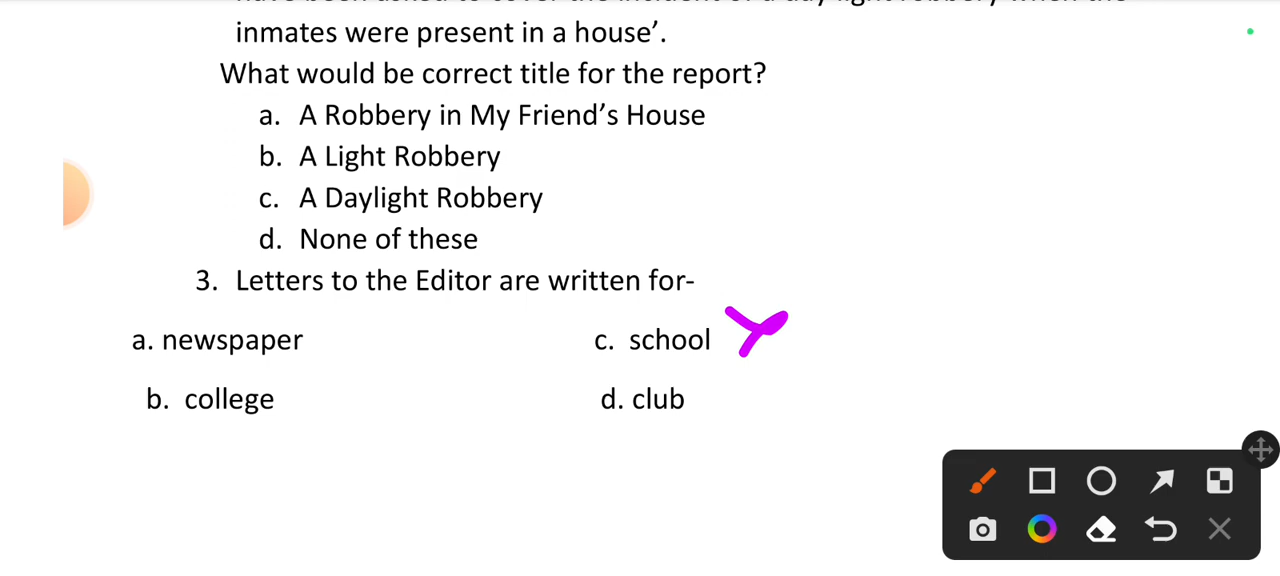 inmates were present in a house’.
What would be correct title for the report?
a. A Robbery in My Friend’s House
b. A Light Robbery
c. A Daylight Robbery
d. None of these
3. Letters to the Editor are written for-
a. newspaper c. school
b. college d. club